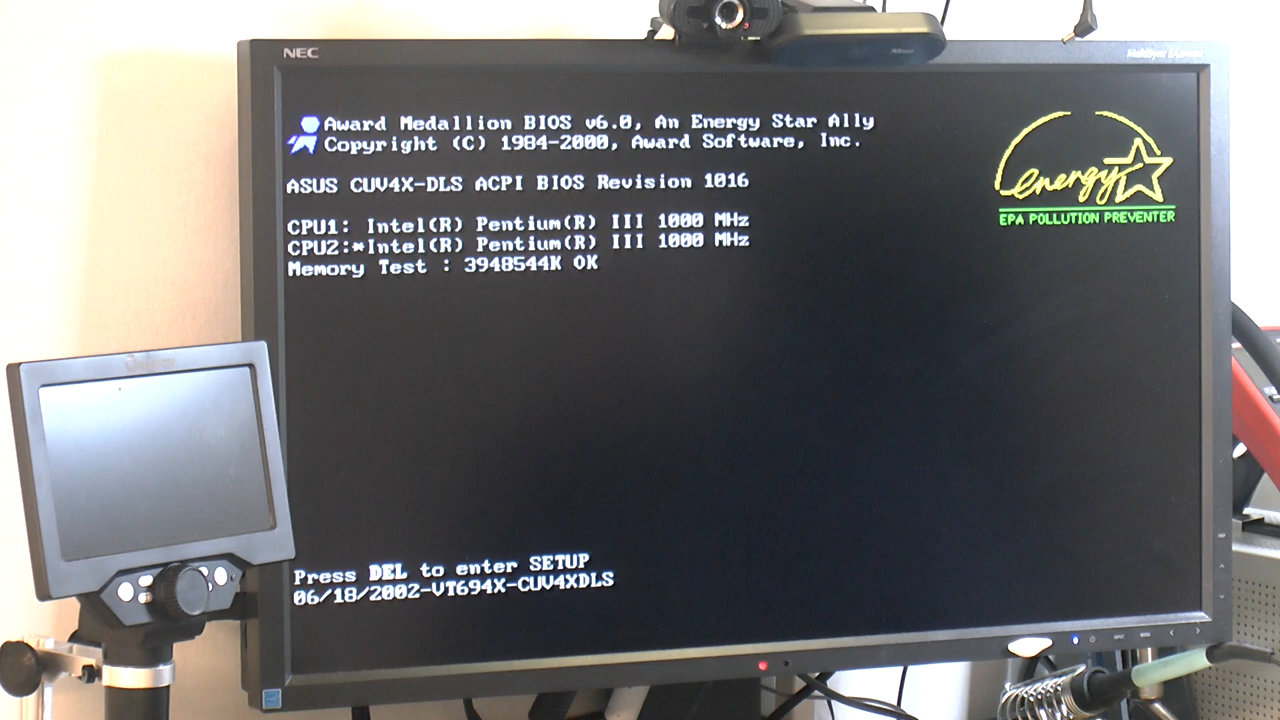 NEC
Award Medallion BIOS v6.0, An Energy Star Ally
Copyright (C) 1984-2000, Award Software, Inc.
energy
EPA POLLUTION PREVENTER
ASUS CUV4X-DLS ACPI BIOS Revision 1016
CPU1: Intel(R) Pentium(R) III 1000 MHz
CPU2:*Intel(R) Pentium(R) III 1000 MHz
Memory Test : 3948544K OK
Press DEL to enter SETUP
06/18/2002-VT694X-CUV4XDLS